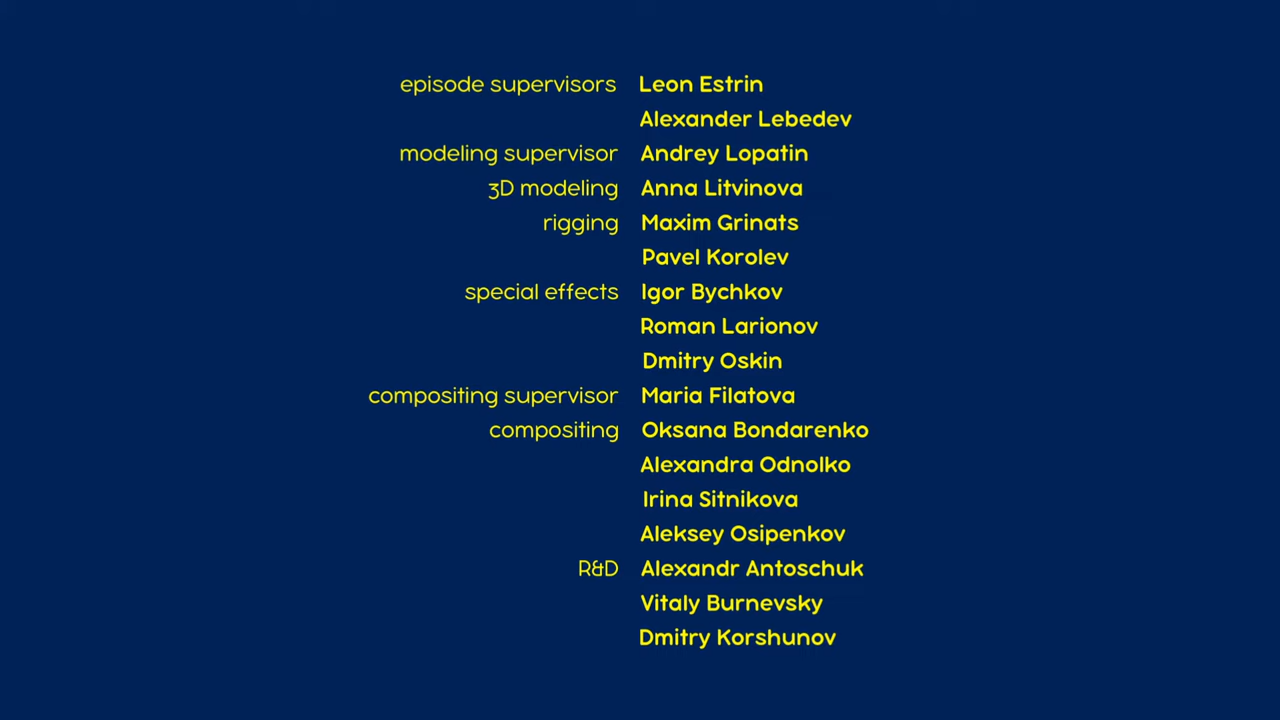 episode supervisors Leon Estrin
Alexander Lebedev
modeling supervisor Andrey Lopatin
3D modeling Anna Litvinova
rigging Maxim Grinats
Pavel Korolev
special effects Igor Bychkov
Roman Larionov
Dmitry Oskin
compositing supervisor Maria Filatova
compositing Oksana Bondarenko
Alexandra Odnolko
Irina Sitnikova
Aleksey Osipenkov
R&D Alexandr Antoschuk
Vitaly Burnevsky
Dmitry Korshunov